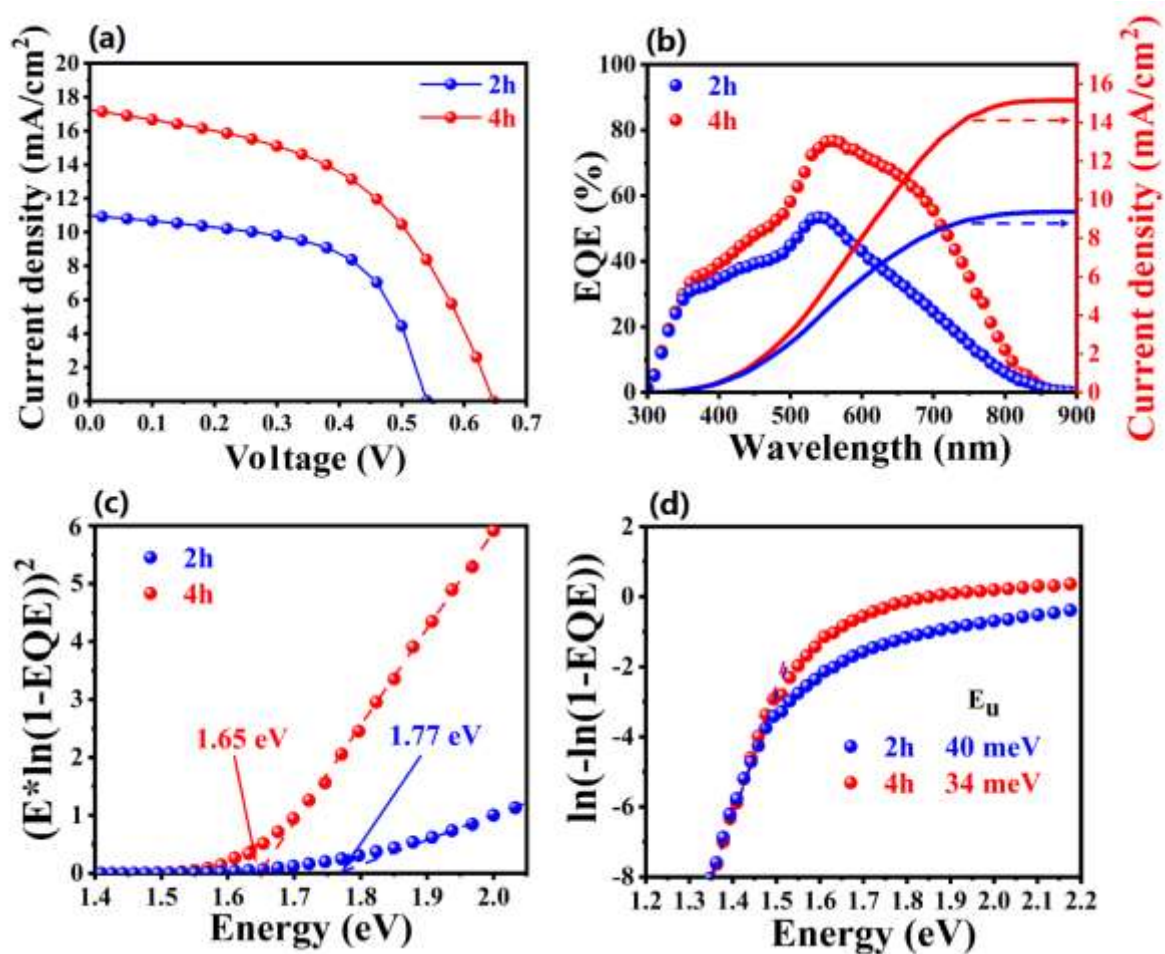 (a)
Current density (mA/cm²)
20
18
16
14
12
10
8
6
4
2
0
2h
4h
0.0 0.1 0.2 0.3 0.4 0.5 0.6 0.7
Voltage (V)
(b)
EQE (%)
100
80
60
40
20
0
2h
4h
16
14
12
10
8
6
4
2
0
Current density (mA/cm²)
300 400 500 600 700 800 900
Wavelength (nm)
(c)
(E*ln(1-EQE))²
6
5
4
3
2
1
0
2h
4h
1.65 eV
1.77 eV
1.4 1.5 1.6 1.7 1.8 1.9 2.0
Energy (eV)
(d)
ln(-ln(1-EQE))
2
0
-2
-4
-6
-8
Eᵤ
2h 40 meV
4h 34 meV
1.2 1.3 1.4 1.5 1.6 1.7 1.8 1.9 2.0 2.1 2.2
Energy (eV)